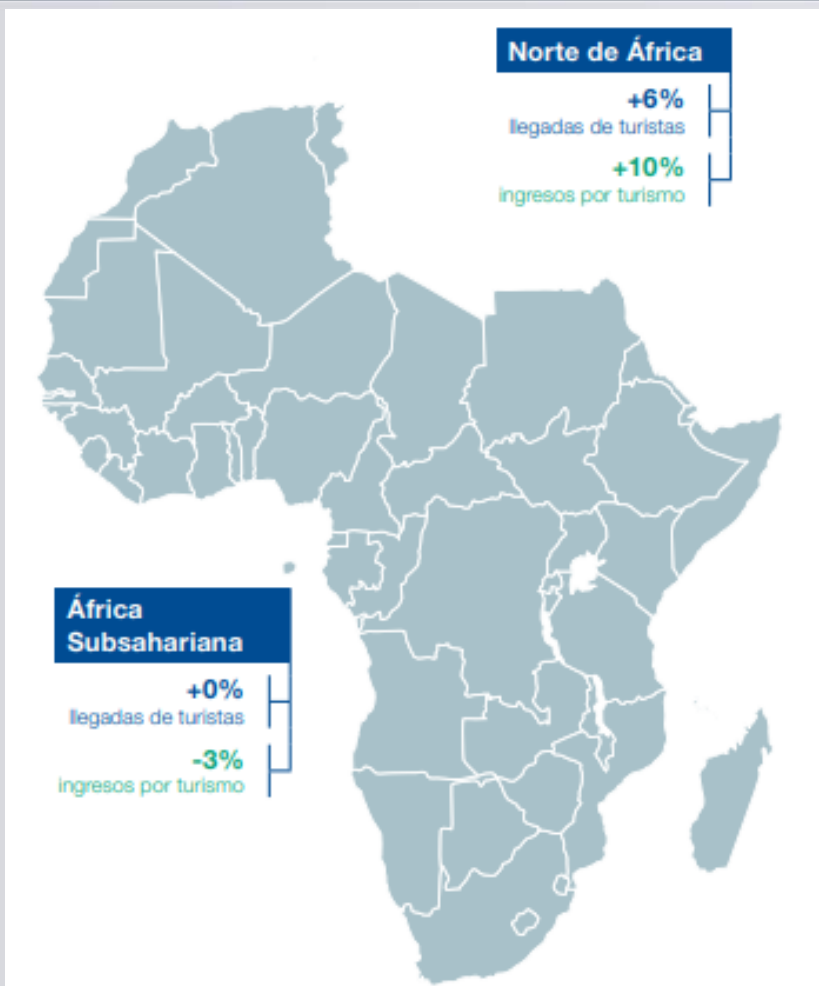 Norte de África
+6%
llegadas de turistas
+10%
ingresos por turismo
África
Subsahariana
+0%
llegadas de turistas
-3%
ingresos por turismo